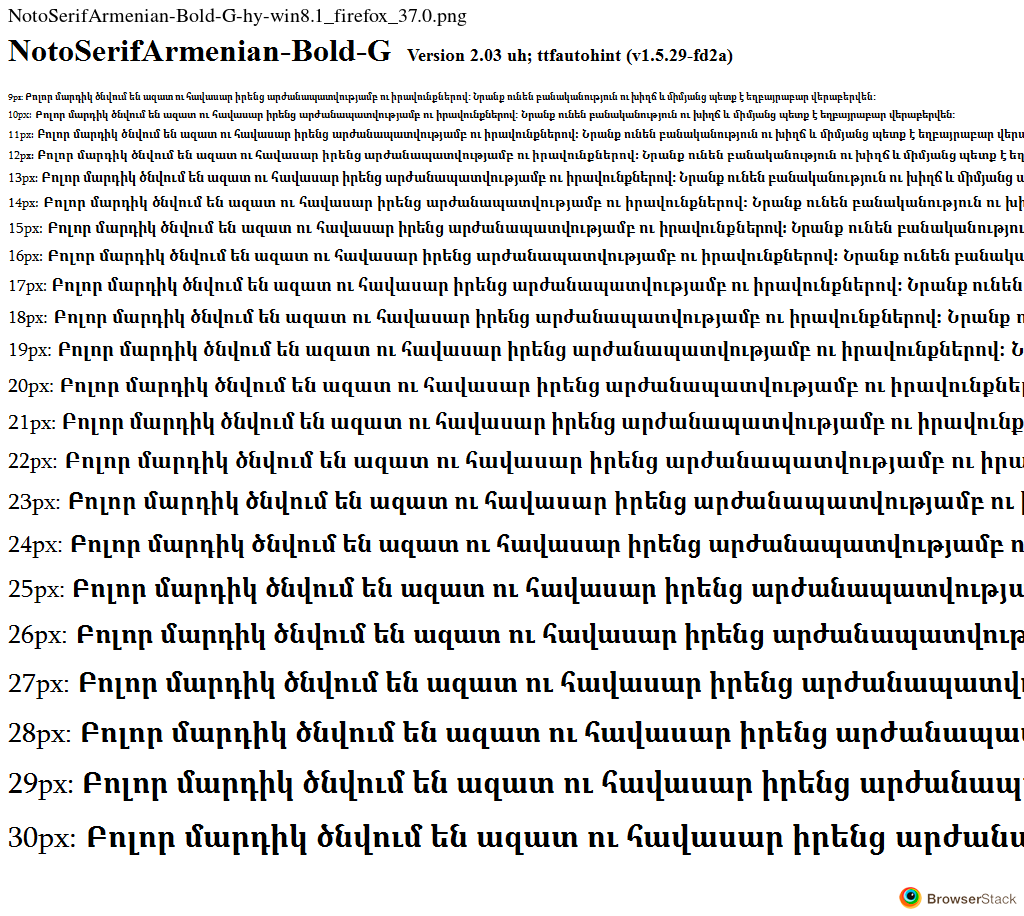 NotoSerifArmenian-Bold-G-hy-win8.1_firefox_37.0.png
NotoSerifArmenian-Bold-G Version 2.03 uh; ttfautohint (v1.5.29-fd2a)
9px: Բոլոր մարդիկ ծնվում են ազատ ու հավասար իրենց արժանապատվությամբ ու իրավունքներով: Նրանք ունեն բանականություն ու խիղճ և միմյանց պետք է եղբայրաբար վերաբերվեն:
10px: Բոլոր մարդիկ ծնվում են ազատ ու հավասար իրենց արժանապատվությամբ ու իրավունքներով: Նրանք ունեն բանականություն ու խիղճ և միմյանց պետք է եղբայրաբար վերաբերվեն:
11px: Բոլոր մարդիկ ծնվում են ազատ ու հավասար իրենց արժանապատվությամբ ու իրավունքներով: Նրանք ունեն բանականություն ու խիղճ և միմյանց պետք է եղբայրաբար վերա
12px: Բոլոր մարդիկ ծնվում են ազատ ու հավասար իրենց արժանապատվությամբ ու իրավունքներով: Նրանք ունեն բանականություն ու խիղճ և միմյանց պետք է եղ
13px: Բոլոր մարդիկ ծնվում են ազատ ու հավասար իրենց արժանապատվությամբ ու իրավունքներով: Նրանք ունեն բանականություն ու խիղճ և միմյանց
14px: Բոլոր մարդիկ ծնվում են ազատ ու հավասար իրենց արժանապատվությամբ ու իրավունքներով: Նրանք ունեն բանականություն ու խի
15px: Բոլոր մարդիկ ծնվում են ազատ ու հավասար իրենց արժանապատվությամբ ու իրավունքներով: Նրանք ունեն բանականությու
16px: Բոլոր մարդիկ ծնվում են ազատ ու հավասար իրենց արժանապատվությամբ ու իրավունքներով: Նրանք ունեն բանակա
17px: Բոլոր մարդիկ ծնվում են ազատ ու հավասար իրենց արժանապատվությամբ ու իրավունքներով: Նրանք ունեն
18px: Բոլոր մարդիկ ծնվում են ազատ ու հավասար իրենց արժանապատվությամբ ու իրավունքներով: Նրանք
19px: Բոլոր մարդիկ ծնվում են ազատ ու հավասար իրենց արժանապատվությամբ ու իրավունքներով:
20px: Բոլոր մարդիկ ծնվում են ազատ ու հավասար իրենց արժանապատվությամբ ու իրավունքներ
21px: Բոլոր մարդիկ ծնվում են ազատ ու հավասար իրենց արժանապատվությամբ ու իրավունք
22px: Բոլոր մարդիկ ծնվում են ազատ ու հավասար իրենց արժանապատվությամբ ու իրա
23px: Բոլոր մարդիկ ծնվում են ազատ ու հավասար իրենց արժանապատվությամբ ու
24px: Բոլոր մարդիկ ծնվում են ազատ ու հավասար իրենց արժանապատվությամբ
25px: Բոլոր մարդիկ ծնվում են ազատ ու հավասար իրենց արժանապատվությա
26px: Բոլոր մարդիկ ծնվում են ազատ ու հավասար իրենց արժանապատվութ
27px: Բոլոր մարդիկ ծնվում են ազատ ու հավասար իրենց արժանապատվ
28px: Բոլոր մարդիկ ծնվում են ազատ ու հավասար իրենց արժանապա
29px: Բոլոր մարդիկ ծնվում են ազատ ու հավասար իրենց արժանապ
30px: Բոլոր մարդիկ ծնվում են ազատ ու հավասար իրենց արժանա
BrowserStack